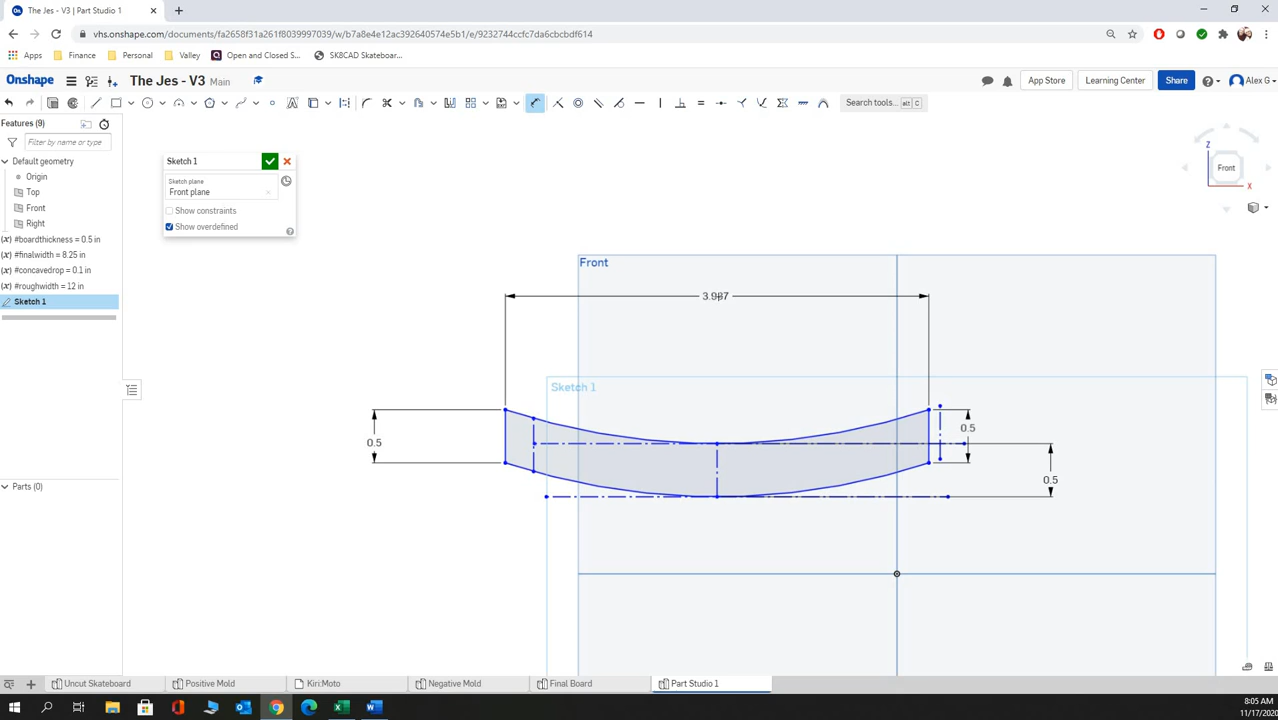 The Jes - V3 | Part Studio 1
vhs.onshape.com/documents/fa2658f31a261f8039997039/w/b7a8e4e12ac392640574e5b1/e/9232744ccfc7da6cbcbdf614
Apps Finance Personal Valley Open and Closed S... SK8CAD Skateboar...
Onshape The Jes - V3 Main App Store Learning Center Share Alex G
Search tools... alt C
Features (9)
Filter by name or type
Default geometry
Origin
Top
Front
Right
(x) #boardthickness = 0.5 in
(x) #finalwidth = 8.25 in
(x) #concavedrop = 0.1 in
(x) #roughwidth = 12 in
Sketch 1
Parts (0)
Sketch 1
Sketch plane
Front plane
Show constraints
Show overdefined
Z
Front
X
Front
Sketch 1
0.5
0.5
0.5
Uncut Skateboard Positive Mold Kiri:Moto Negative Mold Final Board Part Studio 1
8:05 AM